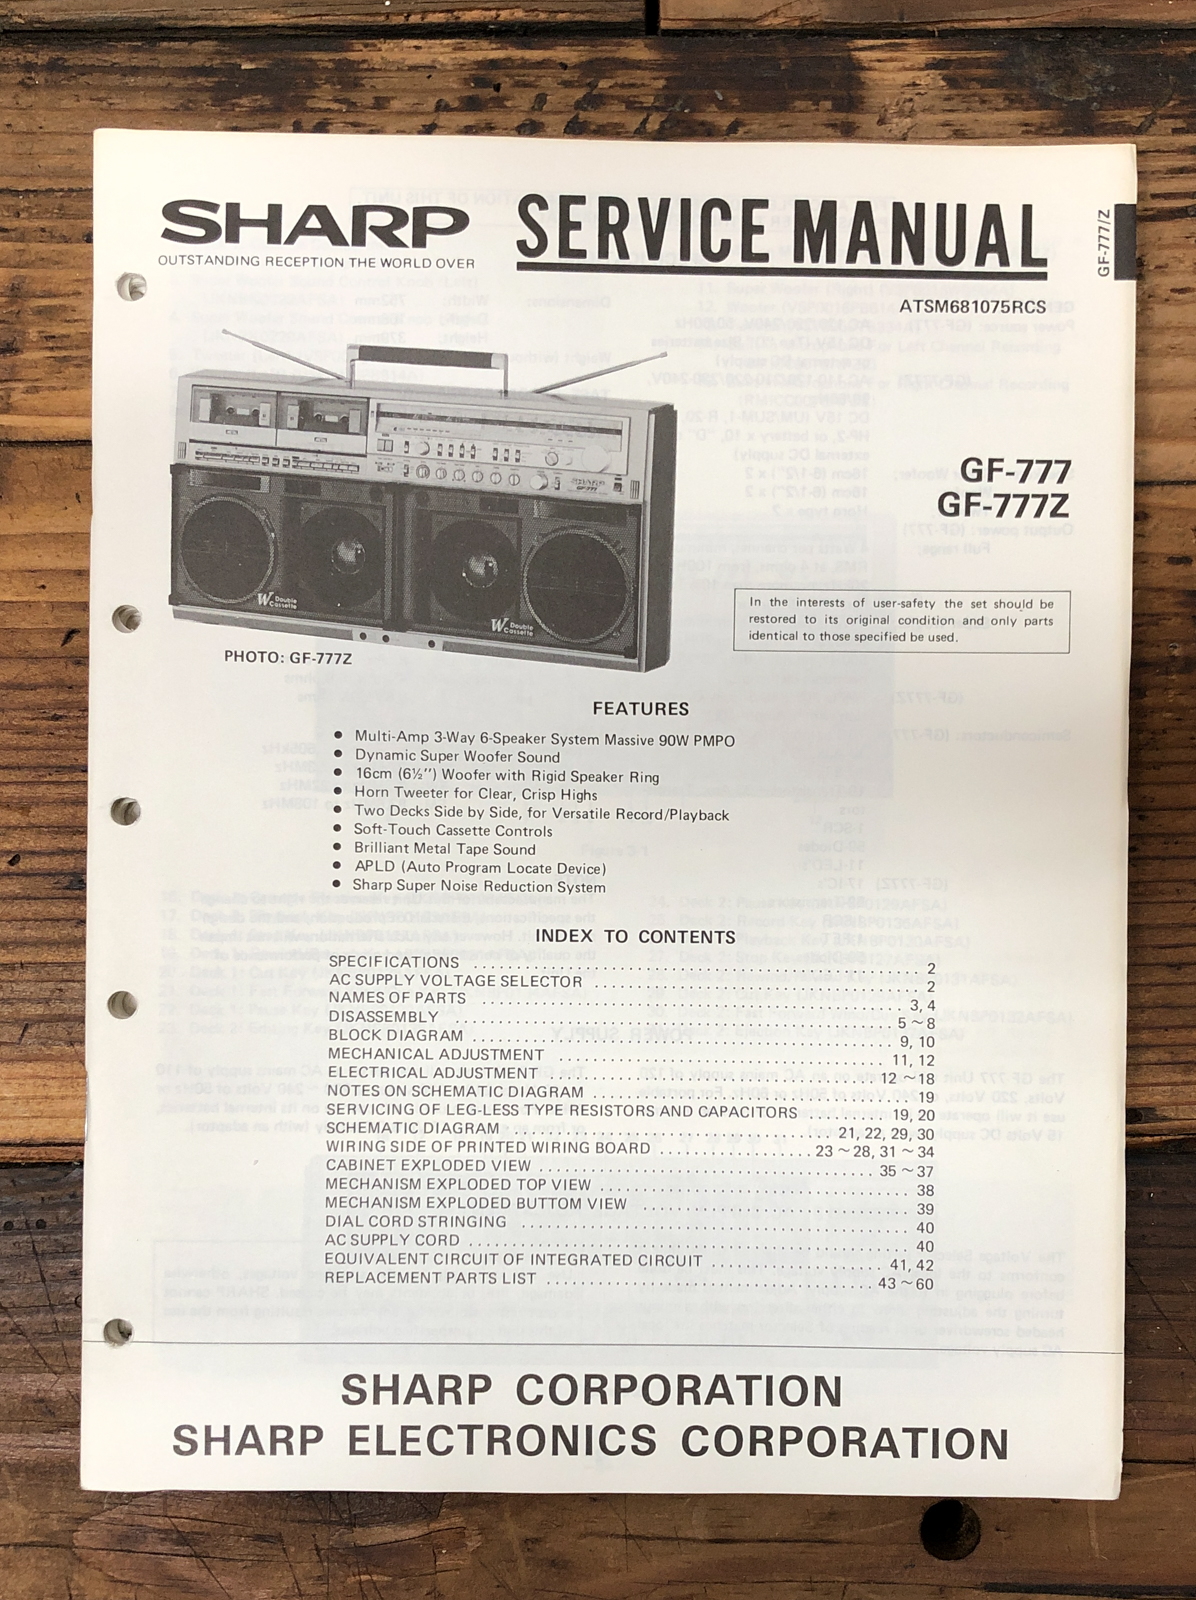 SHARP
OUTSTANDING RECEPTION THE WORLD OVER
SERVICE MANUAL
GF-777/Z
ATSM681075RCS
GF-777
GF-777Z
In the interests of user-safety the set should be
restored to its original condition and only parts
identical to those specified be used.
W Double Cassette
W Double Cassette
PHOTO: GF-777Z
FEATURES
● Multi-Amp 3-Way 6-Speaker System Massive 90W PMPO
● Dynamic Super Woofer Sound
● 16cm (6½") Woofer with Rigid Speaker Ring
● Horn Tweeter for Clear, Crisp Highs
● Two Decks Side by Side, for Versatile Record/Playback
● Soft-Touch Cassette Controls
● Brilliant Metal Tape Sound
● APLD (Auto Program Locate Device)
● Sharp Super Noise Reduction System
INDEX TO CONTENTS
SPECIFICATIONS ........ 2
AC SUPPLY VOLTAGE SELECTOR ........ 2
NAMES OF PARTS ........ 3, 4
DISASSEMBLY ........ 5 ~ 8
BLOCK DIAGRAM ........ 9, 10
MECHANICAL ADJUSTMENT ........ 11, 12
ELECTRICAL ADJUSTMENT ........ 12 ~ 18
NOTES ON SCHEMATIC DIAGRAM ........ 19
SERVICING OF LEG-LESS TYPE RESISTORS AND CAPACITORS ........ 19, 20
SCHEMATIC DIAGRAM ........ 21, 22, 29, 30
WIRING SIDE OF PRINTED WIRING BOARD ........ 23 ~ 28, 31 ~ 34
CABINET EXPLODED VIEW ........ 35 ~ 37
MECHANISM EXPLODED TOP VIEW ........ 38
MECHANISM EXPLODED BUTTOM VIEW ........ 39
DIAL CORD STRINGING ........ 40
AC SUPPLY CORD ........ 40
EQUIVALENT CIRCUIT OF INTEGRATED CIRCUIT ........ 41, 42
REPLACEMENT PARTS LIST ........ 43 ~ 60
SHARP CORPORATION
SHARP ELECTRONICS CORPORATION